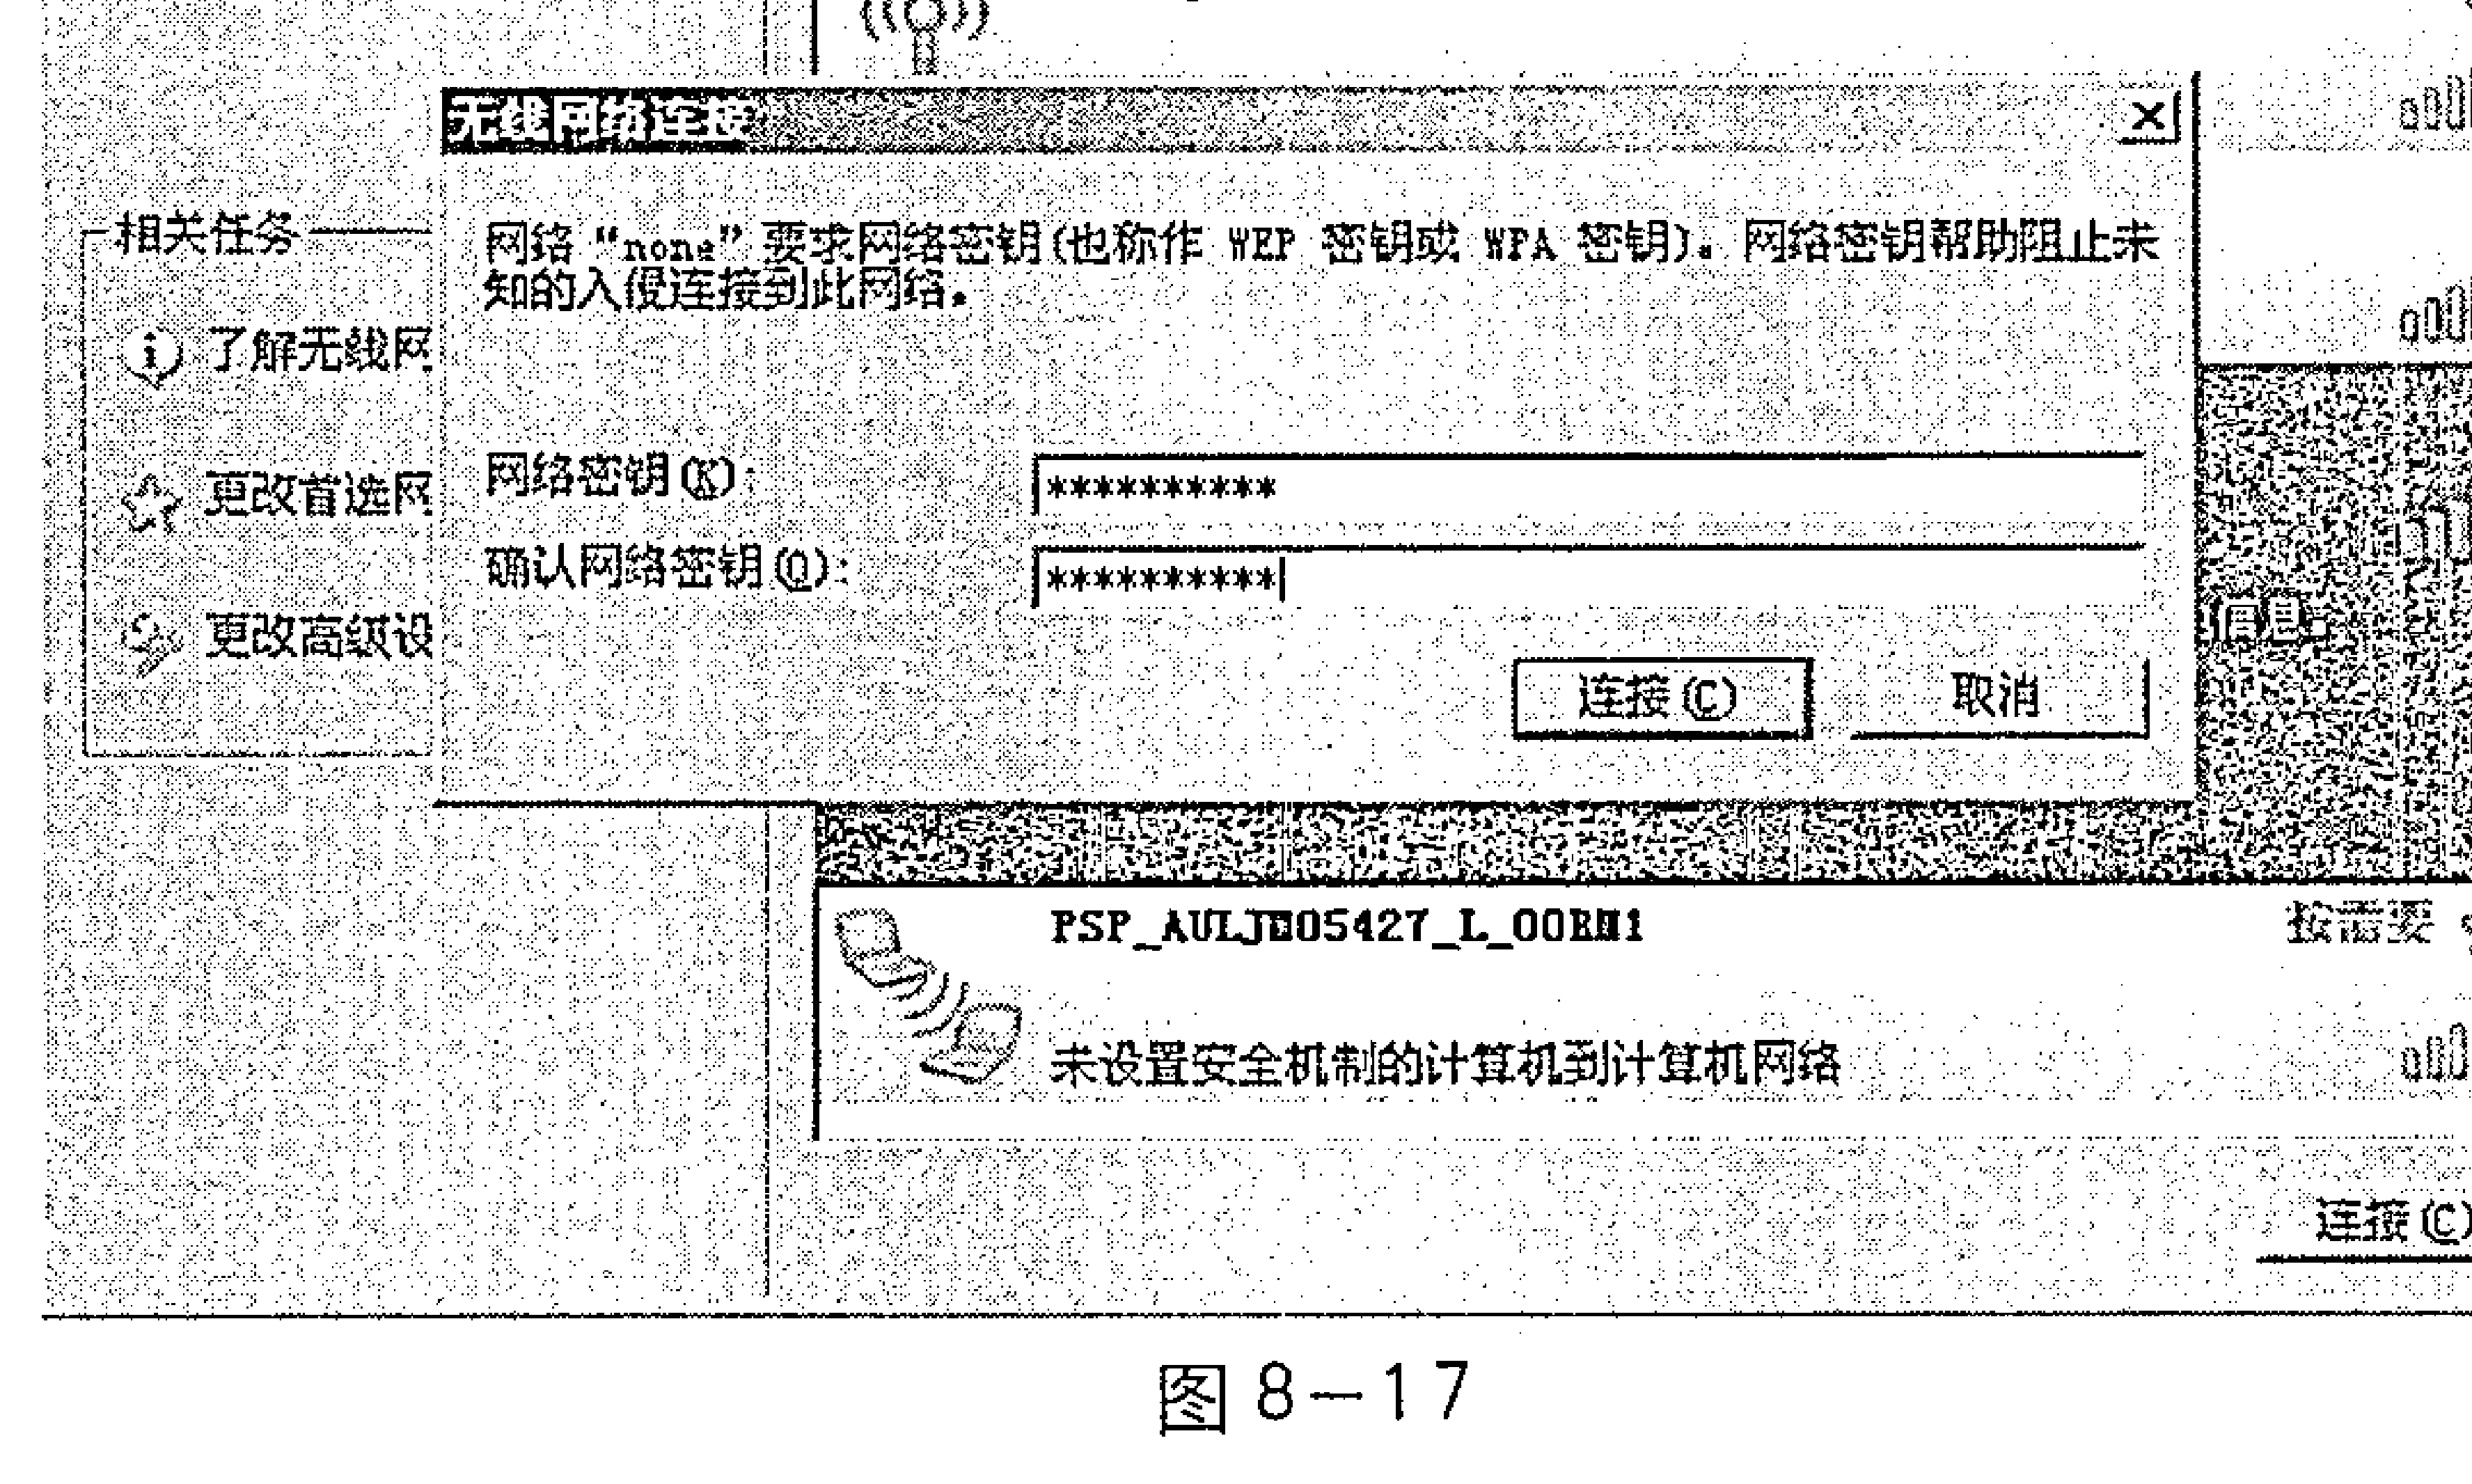 无线网络连接
相关任务
网络“none”要求网络密钥(也称作 WEP 密钥或 WPA 密钥)。网络密钥帮助阻止未
知的入侵连接到此网络。
了解无线网
网络密钥(K):
**********
更改首选网
确认网络密钥(O):
**********
信息。
更改高级设
连接(C)
取消
按需要
未设置安全机制的计算机到计算机网络
连接(C)
图 8-17